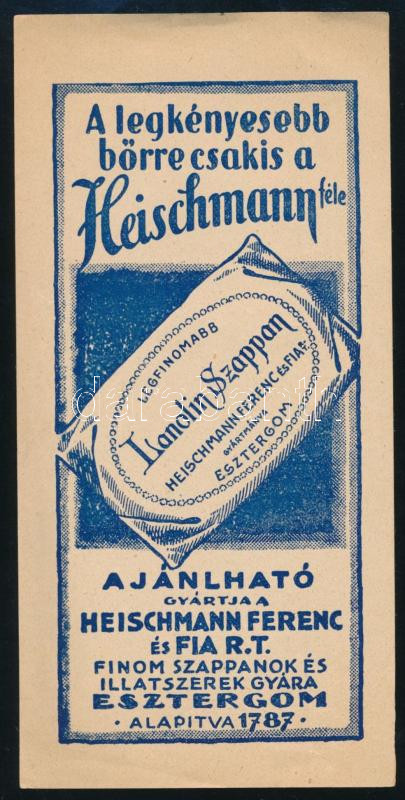 A legkényesebb
bőrre csakis a
Heischmann féle
LEGFINOMABB
Lanolin Szappan
HEISCHMANN FERENC ÉS FIA R.T.
GYÁRTMÁNYA
ESZTERGOM
AJÁNLHATÓ
GYÁRTJA A
HEISCHMANN FERENC
ÉS FIA R.T.
FINOM SZAPPANOK ÉS
ILLATSZEREK GYÁRA
ESZTERGOM
· ALAPITVA 1787 ·